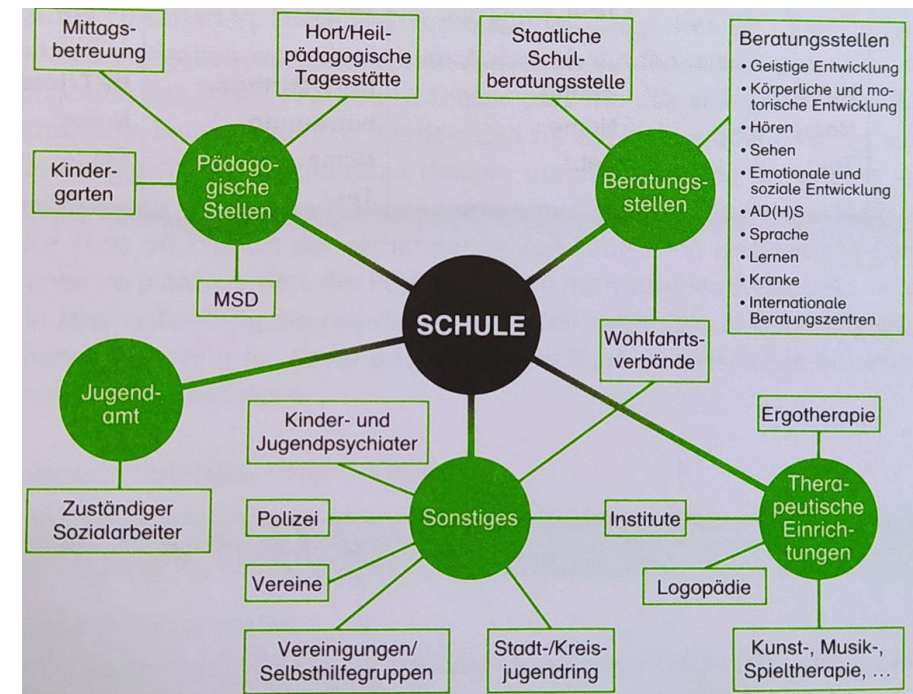 Mittags-
betreuung
Hort/Heil-
pädagogische
Tagesstätte
Staatliche
Schul-
beratungsstelle
Beratungsstellen
• Geistige Entwicklung
• Körperliche und mo-
torische Entwicklung
• Hören
• Sehen
• Emotionale und
soziale Entwicklung
• AD(H)S
• Sprache
• Lernen
• Kranke
• Internationale
Beratungszentren
Kinder-
garten
Pädago-
gische
Stellen
Beratungs-
stellen
MSD
SCHULE
Wohlfahrts-
verbände
Jugend-
amt
Zuständiger
Sozialarbeiter
Kinder- und
Jugendpsychiater
Ergotherapie
Polizei
Sonstiges
Institute
Thera-
peutische
Einrich-
tungen
Vereine
Logopädie
Vereinigungen/
Selbsthilfegruppen
Stadt-/Kreis-
jugendring
Kunst-, Musik-,
Spieltherapie, ...